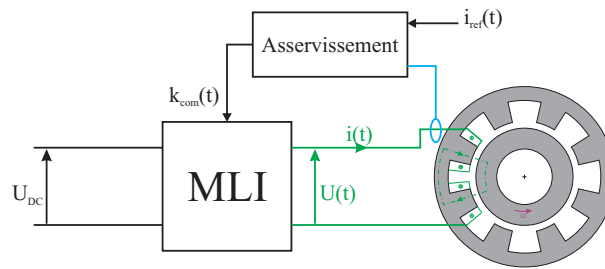 i_ref(t)
Asservissement
k_com(t)
i(t)
MLI
U_DC
U(t)
Ω